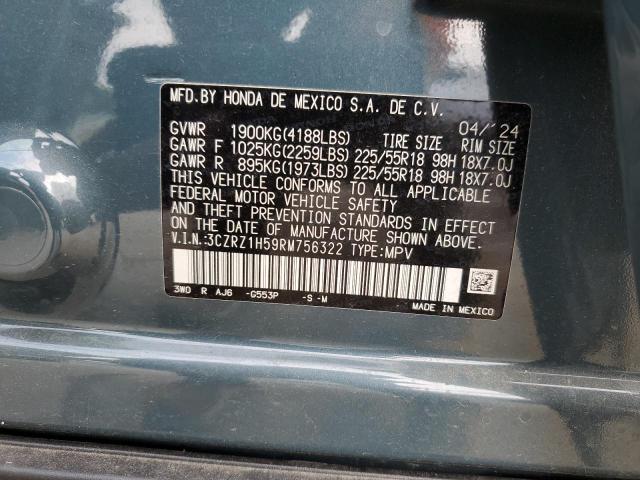 MFD.BY HONDA DE MEXICO S.A. DE C.V. 04/'24
GVWR 1900KG(4188LBS) TIRE SIZE RIM SIZE
GAWR F 1025KG(2259LBS) 225/55R18 98H 18X7.0J
GAWR R 895KG(1973LBS) 225/55R18 98H 18X7.0J
THIS VEHICLE CONFORMS TO ALL APPLICABLE
FEDERAL MOTOR VEHICLE SAFETY
AND THEFT PREVENTION STANDARDS IN EFFECT
ON THE DATE OF MANUFACTURE SHOWN ABOVE.
V.I.N.:3CZRZ1H59RM756322 TYPE:MPV
3W0 R AJ6 -G553P -S -M
MADE IN MEXICO